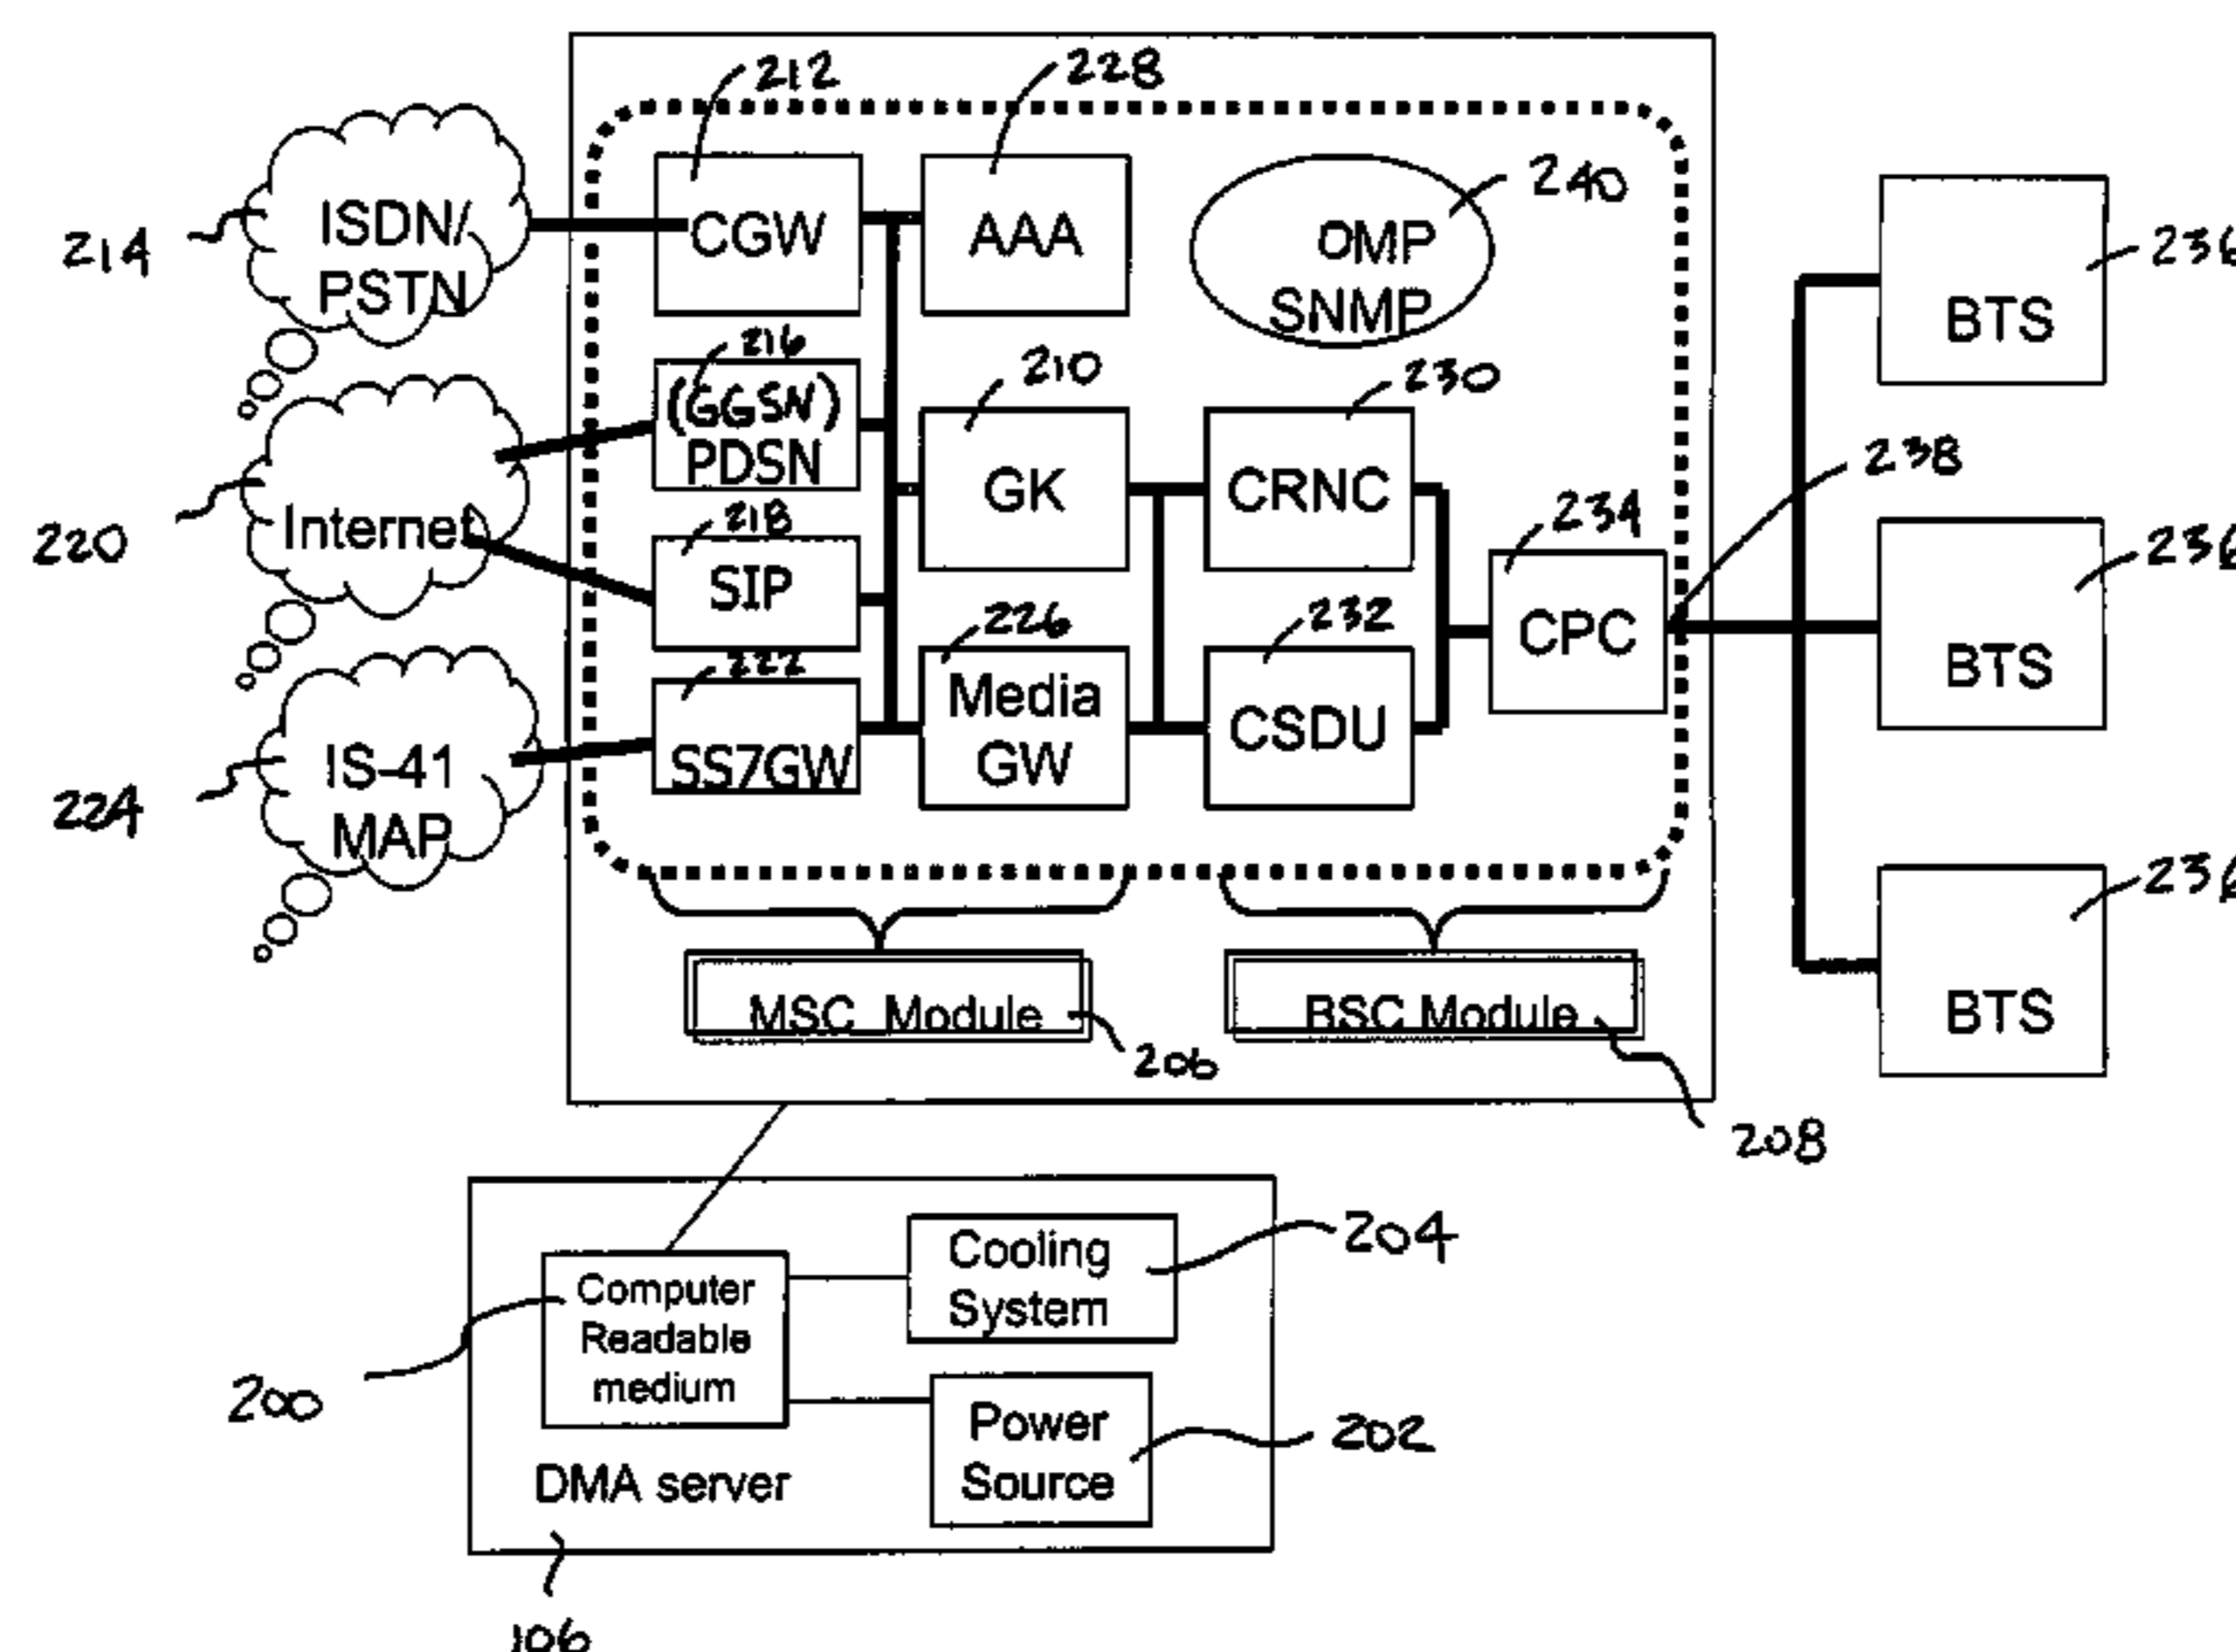 212
228
214
ISDN/
PSTN
CGW
AAA
OMP
SNMP
240
236
BTS
216
(GGSN)
PDSN
210
GK
230
CRNC
238
220
Internet
218
SIP
234
CPC
236
BTS
222
SS7GW
226
Media
GW
232
CSDU
224
IS-41
MAP
236
BTS
MSC Module
206
BSC Module
208
200
Computer
Readable
medium
Cooling
System
204
Power
Source
202
DMA server
106